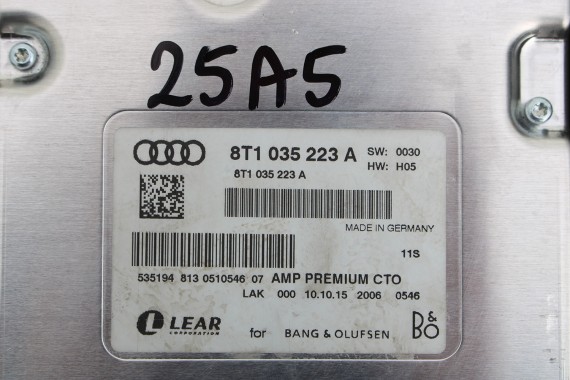 25A5
8T1 035 223 A SW: 0030
8T1 035 223 A HW: H05
MADE IN GERMANY
11S
535194 813 0510546 07 AMP PREMIUM CTO
LAK 000 10.10.15 2006 0546
LEAR for BANG & OLUFSEN B&O
CORPORATION